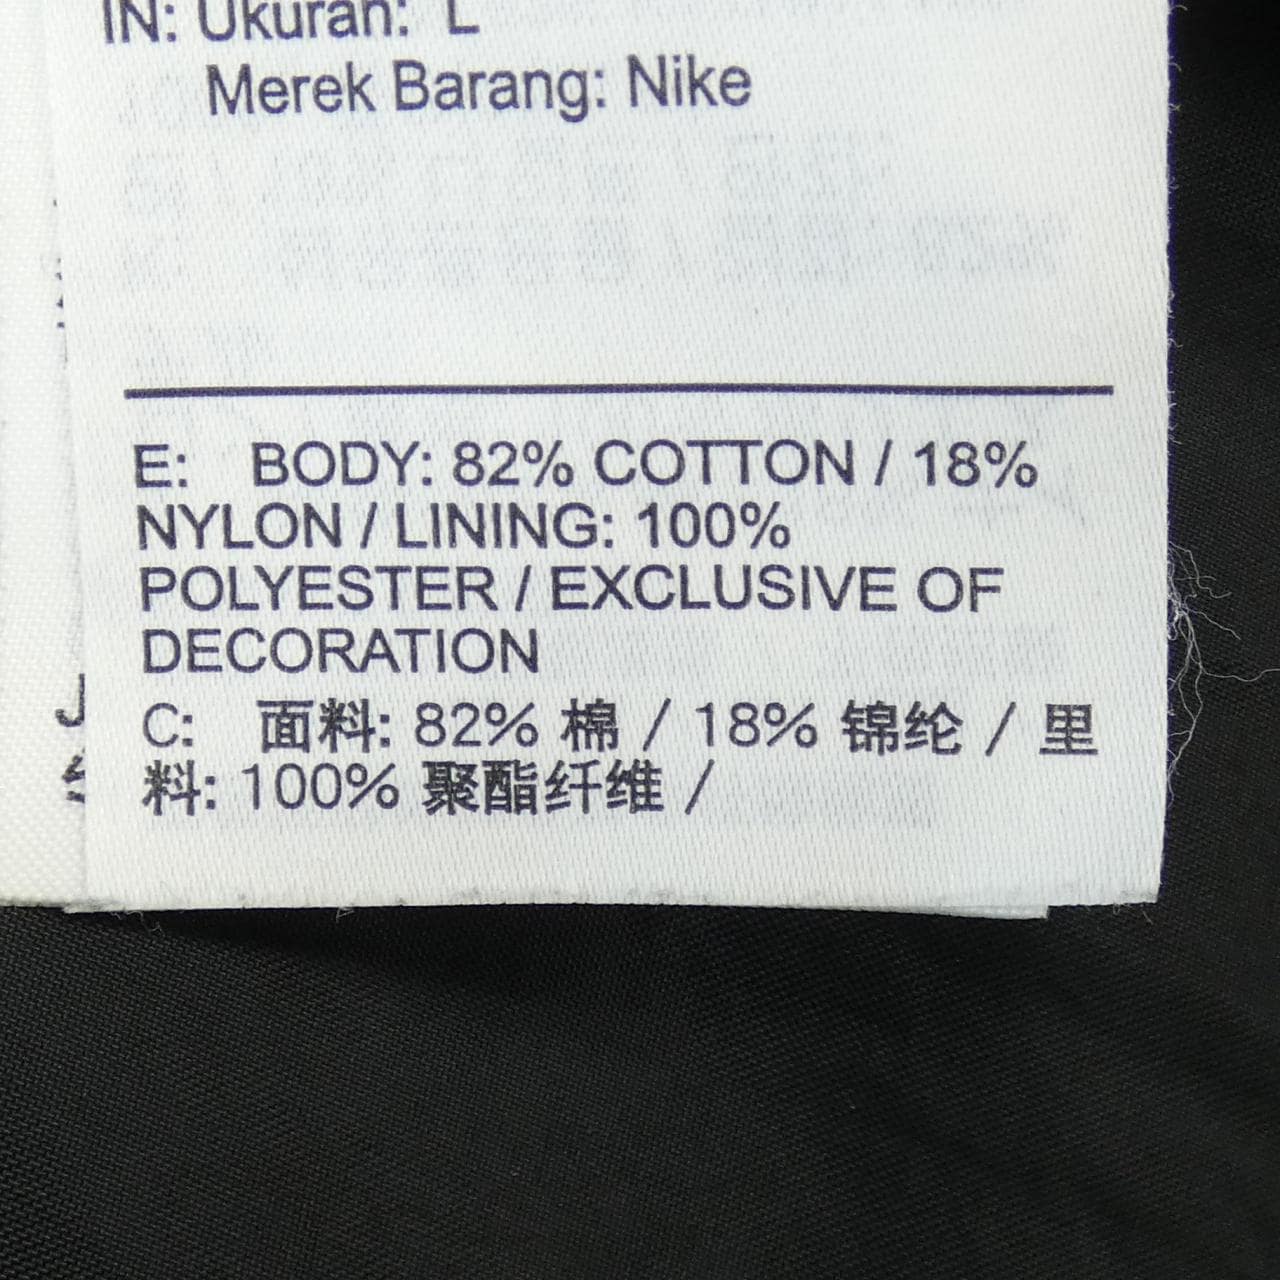 IN: Ukuran: L
Merek Barang: Nike
E: BODY: 82% COTTON / 18%
NYLON / LINING: 100%
POLYESTER / EXCLUSIVE OF
DECORATION
C: 面料: 82% 棉 / 18% 锦纶 / 里
料: 100% 聚酯纤维 /